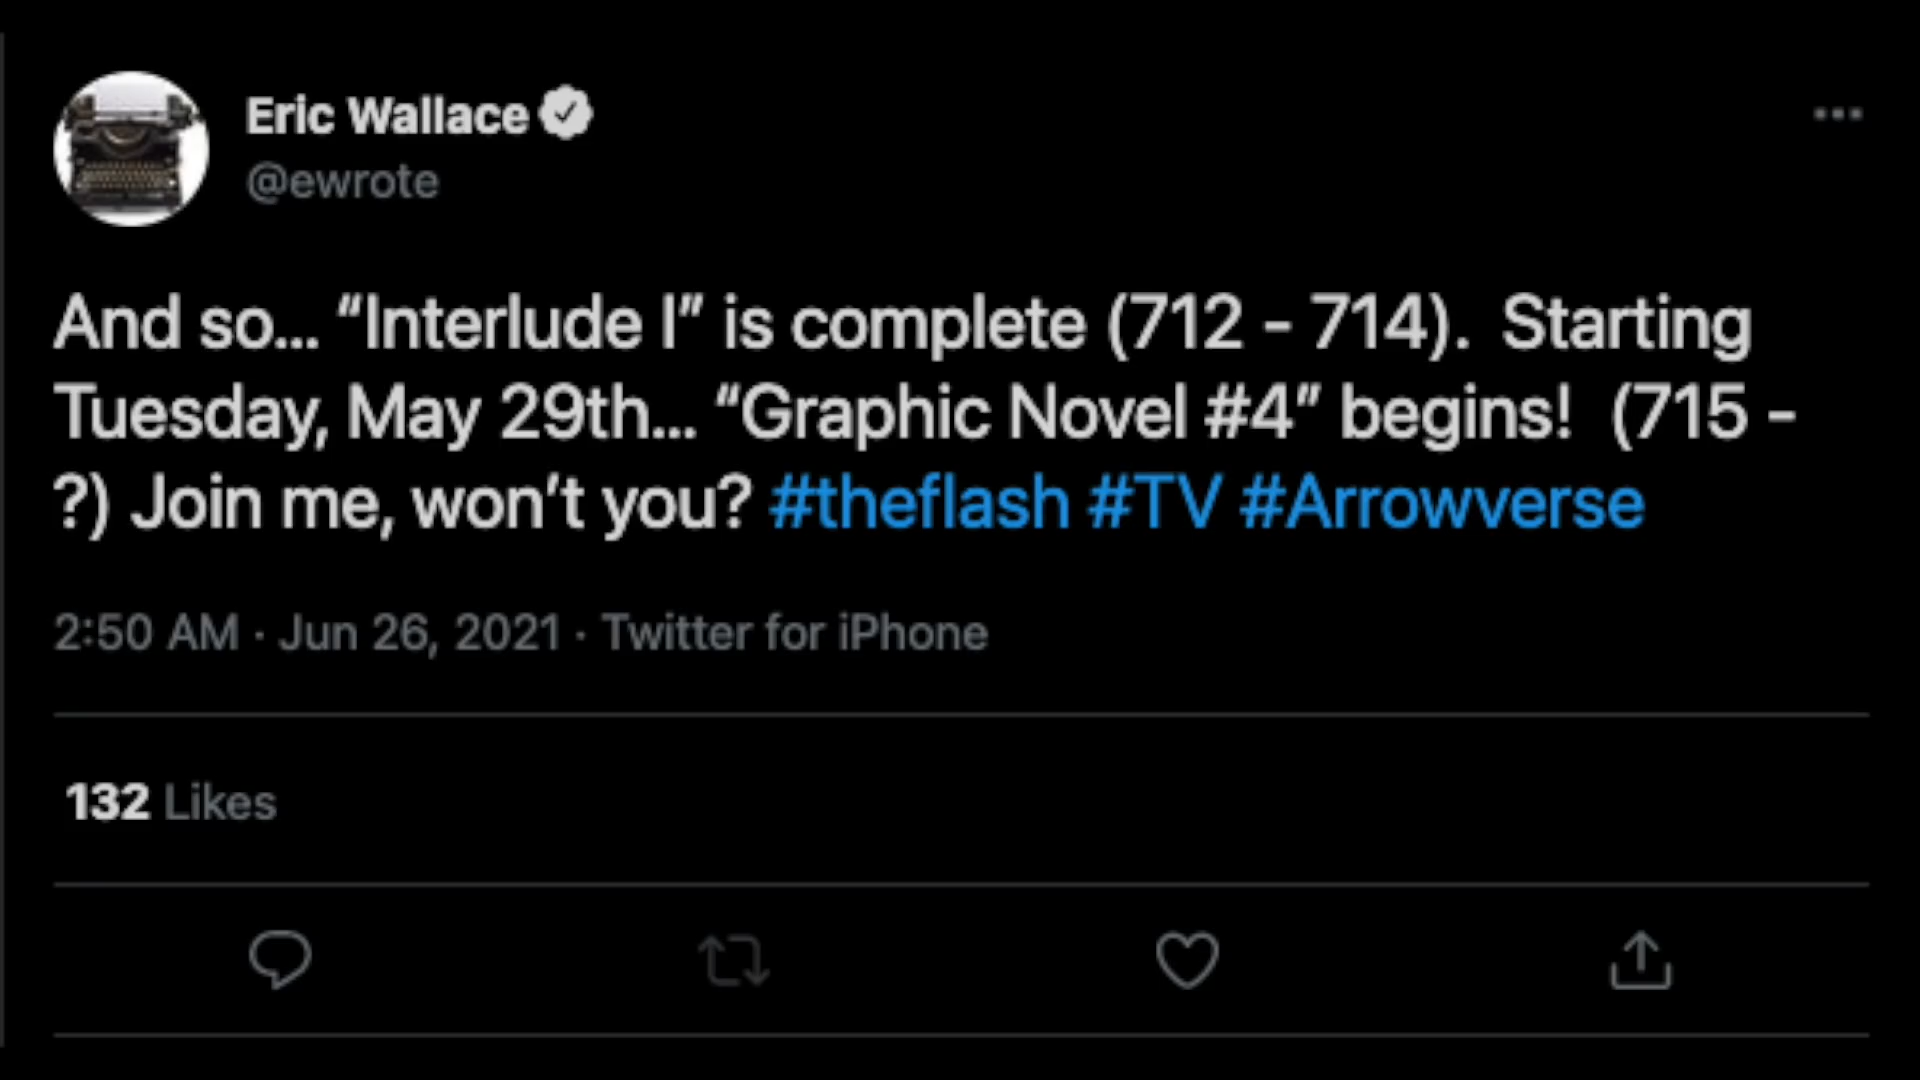 Eric Wallace
@ewrote
And so... “Interlude I” is complete (712 - 714).  Starting
Tuesday, May 29th... “Graphic Novel #4” begins!  (715 -
?) Join me, won’t you? #theflash #TV #Arrowverse
2:50 AM · Jun 26, 2021 · Twitter for iPhone
132 Likes